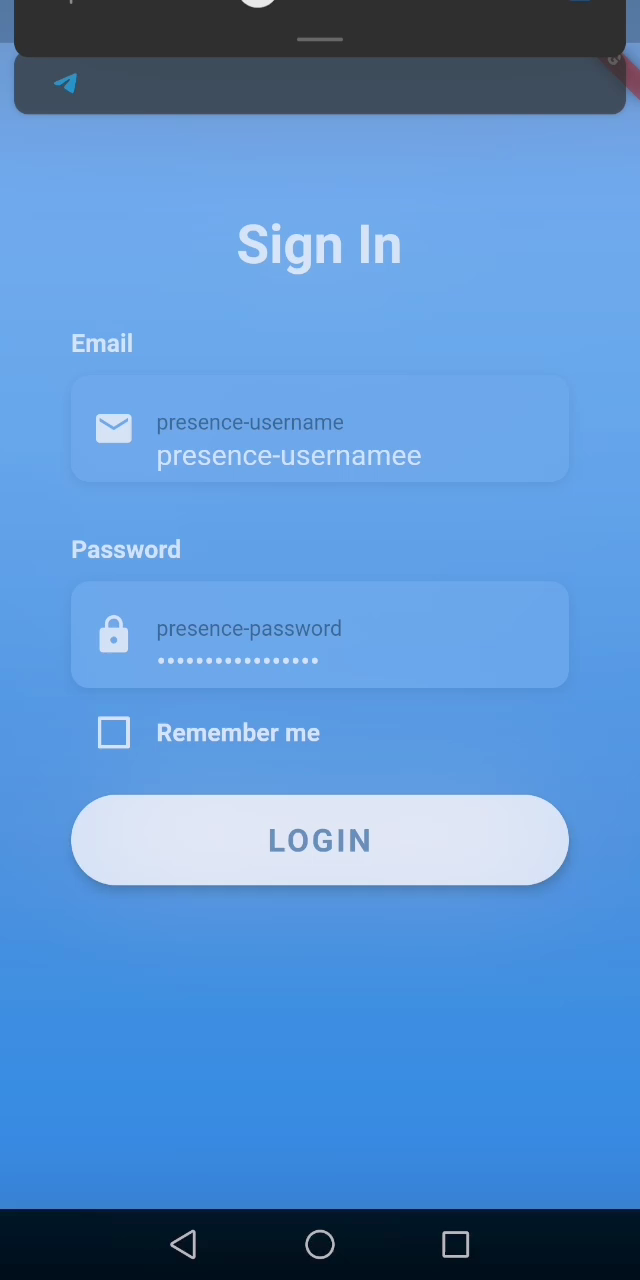 Sign In
Email
presence-username
presence-usernamee
Password
presence-password
Remember me
LOGIN